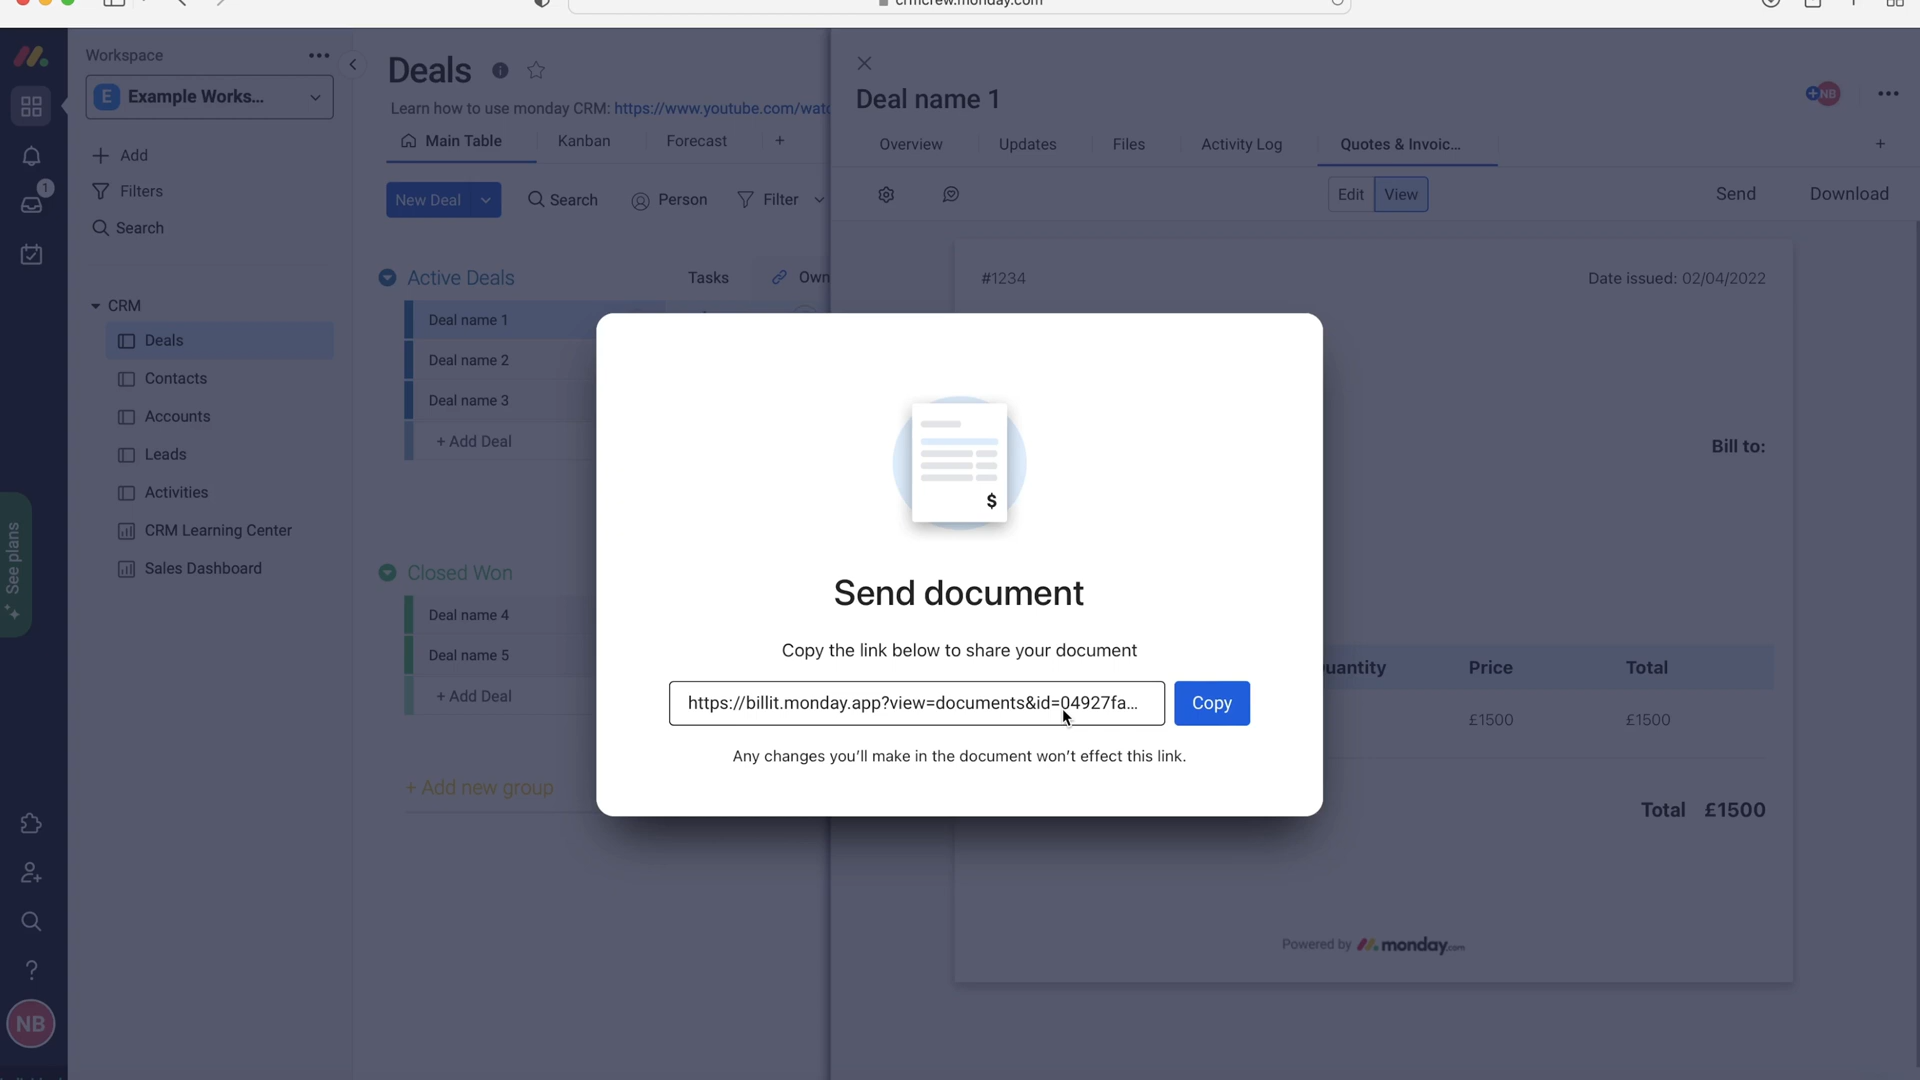 Workspace
E Example Works...
Add
Filters
Search
CRM
Deals
Contacts
Accounts
Leads
Activities
CRM Learning Center
Sales Dashboard
1
See plans
?
NB
Deals
Learn how to use monday CRM: https://www.youtube.com/watc
Main Table Kanban Forecast +
New Deal Search Person Filter
Active Deals Tasks Own
Deal name 1
Deal name 2
Deal name 3
+ Add Deal
Closed Won
Deal name 4
Deal name 5
+ Add Deal
+ Add new group
Deal name 1
NB
Overview Updates Files Activity Log Quotes & Invoic... +
Edit View Send Download
#1234 Date issued: 02/04/2022
Bill to:
uantity Price Total
£1500 £1500
Total £1500
Powered by monday.com
$
Send document
Copy the link below to share your document
https://billit.monday.app?view=documents&id=04927fa... Copy
Any changes you'll make in the document won't effect this link.